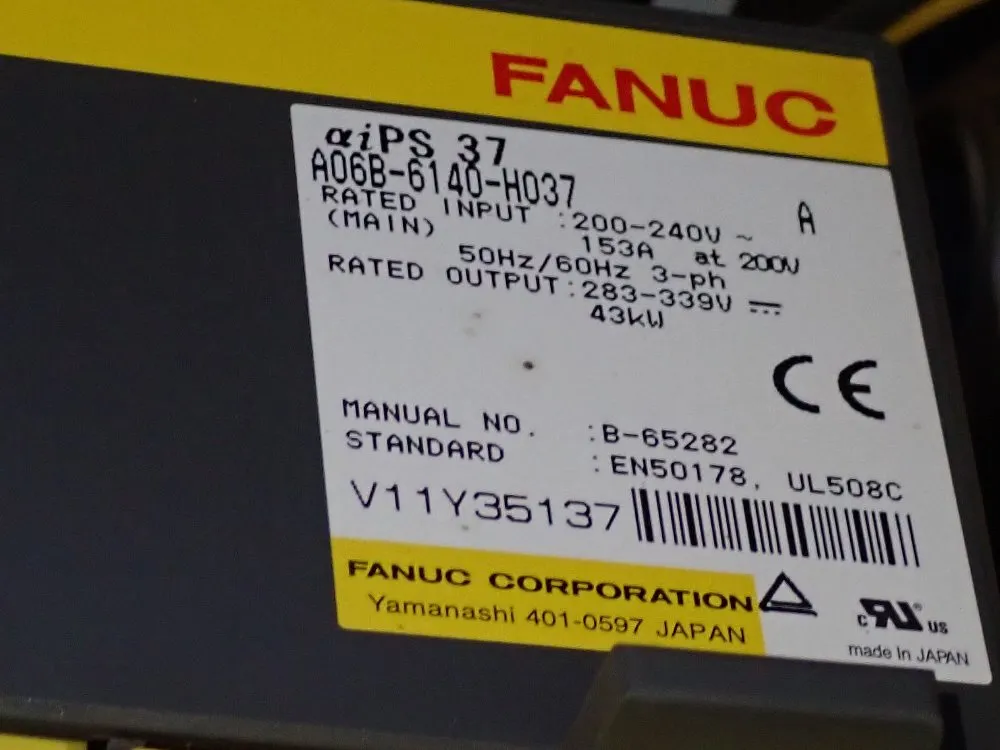 FANUC
αiPS 37
A06B-6140-H037 A
RATED INPUT :200-240V ~
(MAIN) 153A at 200V
50Hz/60Hz 3-ph
RATED OUTPUT:283-339V ⎓
43kW
CE
MANUAL NO. :B-65282
STANDARD :EN50178, UL508C
V11Y35137
FANUC CORPORATION
Yamanashi 401-0597 JAPAN
c RU ® US
made In JAPAN